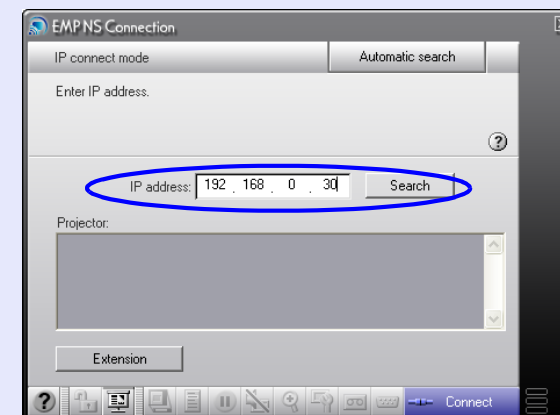 EMP NS Connection
IP connect mode
Automatic search
Enter IP address.
IP address: 192 . 168 . 0 . 30 Search
Projector:
Extension
Connect